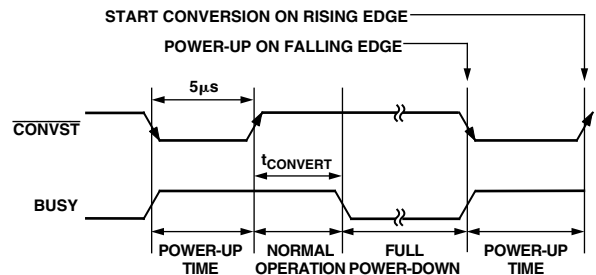 START CONVERSION ON RISING EDGE
POWER-UP ON FALLING EDGE
5μs
CONVST
tCONVERT
BUSY
POWER-UP TIME
NORMAL OPERATION
FULL POWER-DOWN
POWER-UP TIME